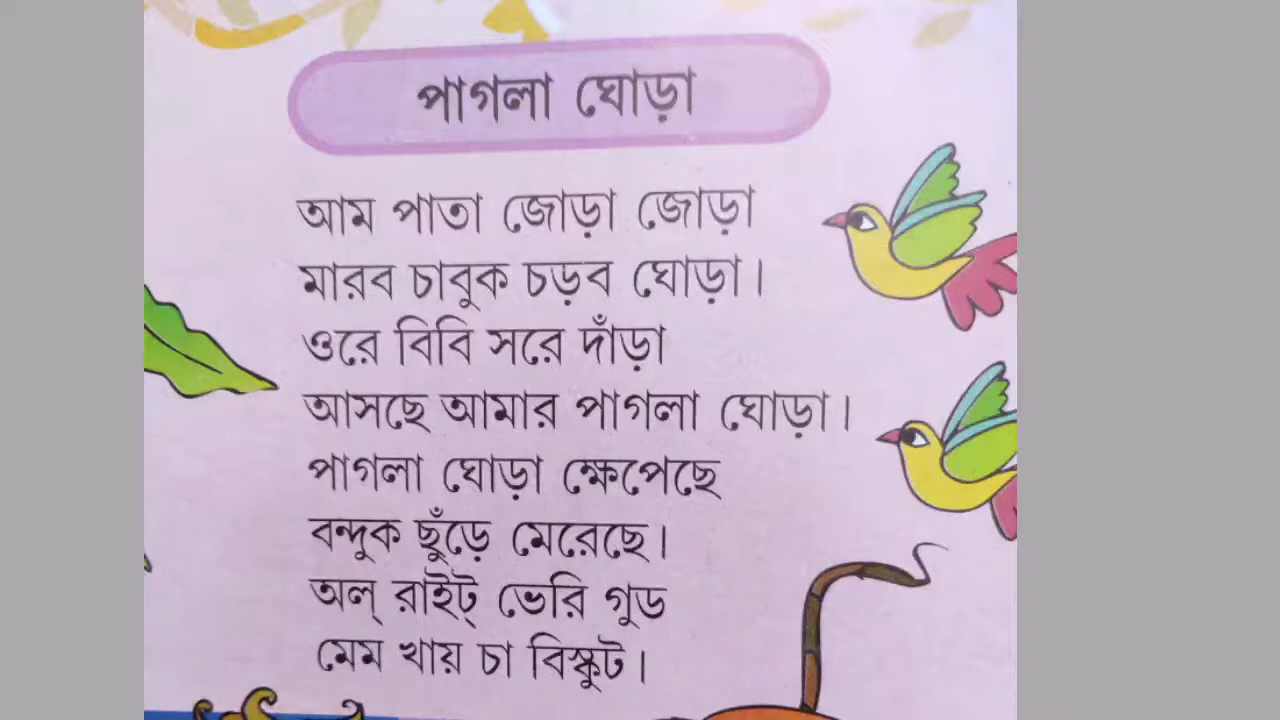 পাগলা ঘোড়া
আম পাতা জোড়া জোড়া
মারব চাবুক চড়ব ঘোড়া।
ওরে বিবি সরে দাঁড়া
আসছে আমার পাগলা ঘোড়া।
পাগলা ঘোড়া ক্ষেপেছে
বন্দুক ছুঁড়ে মেরেছে।
অল্ রাইট্ ভেরি গুড
মেম খায় চা বিস্কুট।